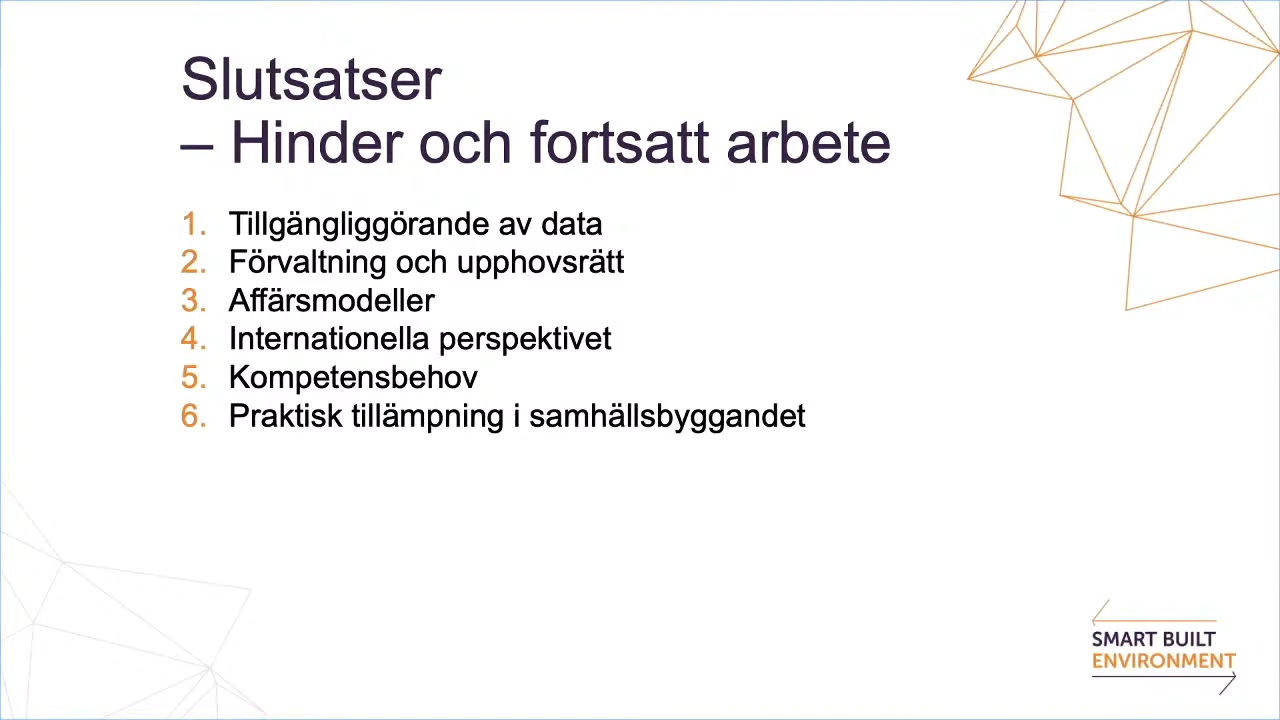 Slutsatser
– Hinder och fortsatt arbete
1. Tillgängliggörande av data
2. Förvaltning och upphovsrätt
3. Affärsmodeller
4. Internationella perspektivet
5. Kompetensbehov
6. Praktisk tillämpning i samhällsbyggandet
SMART BUILT
ENVIRONMENT